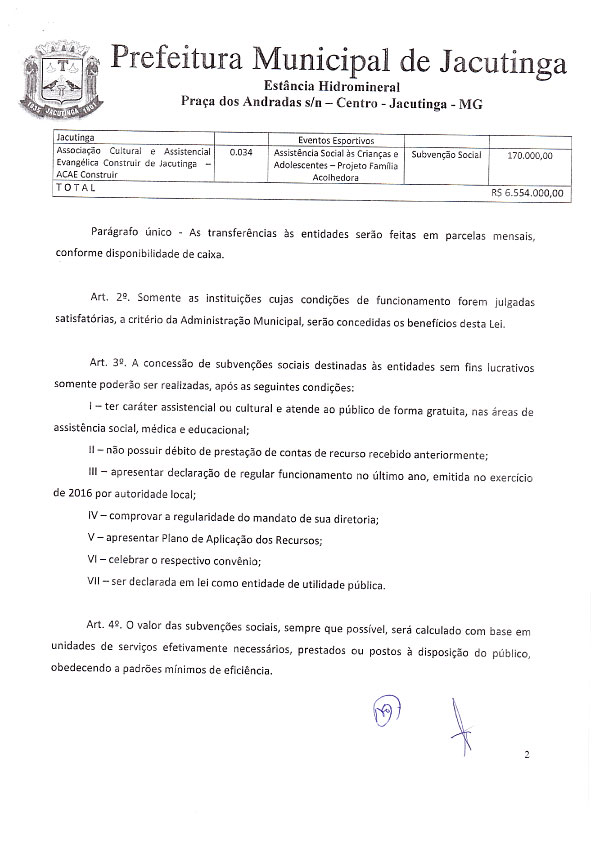 Prefeitura Municipal de Jacutinga
Estância Hidromineral
Praça dos Andradas s/n – Centro - Jacutinga - MG
1835 JACUTINGA 1901
Jacutinga Eventos Esportivos
Associação Cultural e Assistencial 0.034 Assistência Social às Crianças e Subvenção Social 170.000,00
Evangélica Construir de Jacutinga – Adolescentes – Projeto Família
ACAE Construir Acolhedora
T O T A L R$ 6.554.000,00
Parágrafo único - As transferências às entidades serão feitas em parcelas mensais,
conforme disponibilidade de caixa.
Art. 2º. Somente as instituições cujas condições de funcionamento forem julgadas
satisfatórias, a critério da Administração Municipal, serão concedidas os benefícios desta Lei.
Art. 3º. A concessão de subvenções sociais destinadas às entidades sem fins lucrativos
somente poderão ser realizadas, após as seguintes condições:
I – ter caráter assistencial ou cultural e atende ao público de forma gratuita, nas áreas de
assistência social, médica e educacional;
II – não possuir débito de prestação de contas de recurso recebido anteriormente;
III – apresentar declaração de regular funcionamento no último ano, emitida no exercício
de 2016 por autoridade local;
IV – comprovar a regularidade do mandato de sua diretoria;
V – apresentar Plano de Aplicação dos Recursos;
VI – celebrar o respectivo convênio;
VII – ser declarada em lei como entidade de utilidade pública.
Art. 4º. O valor das subvenções sociais, sempre que possível, será calculado com base em
unidades de serviços efetivamente necessários, prestados ou postos à disposição do público,
obedecendo a padrões mínimos de eficiência.
2